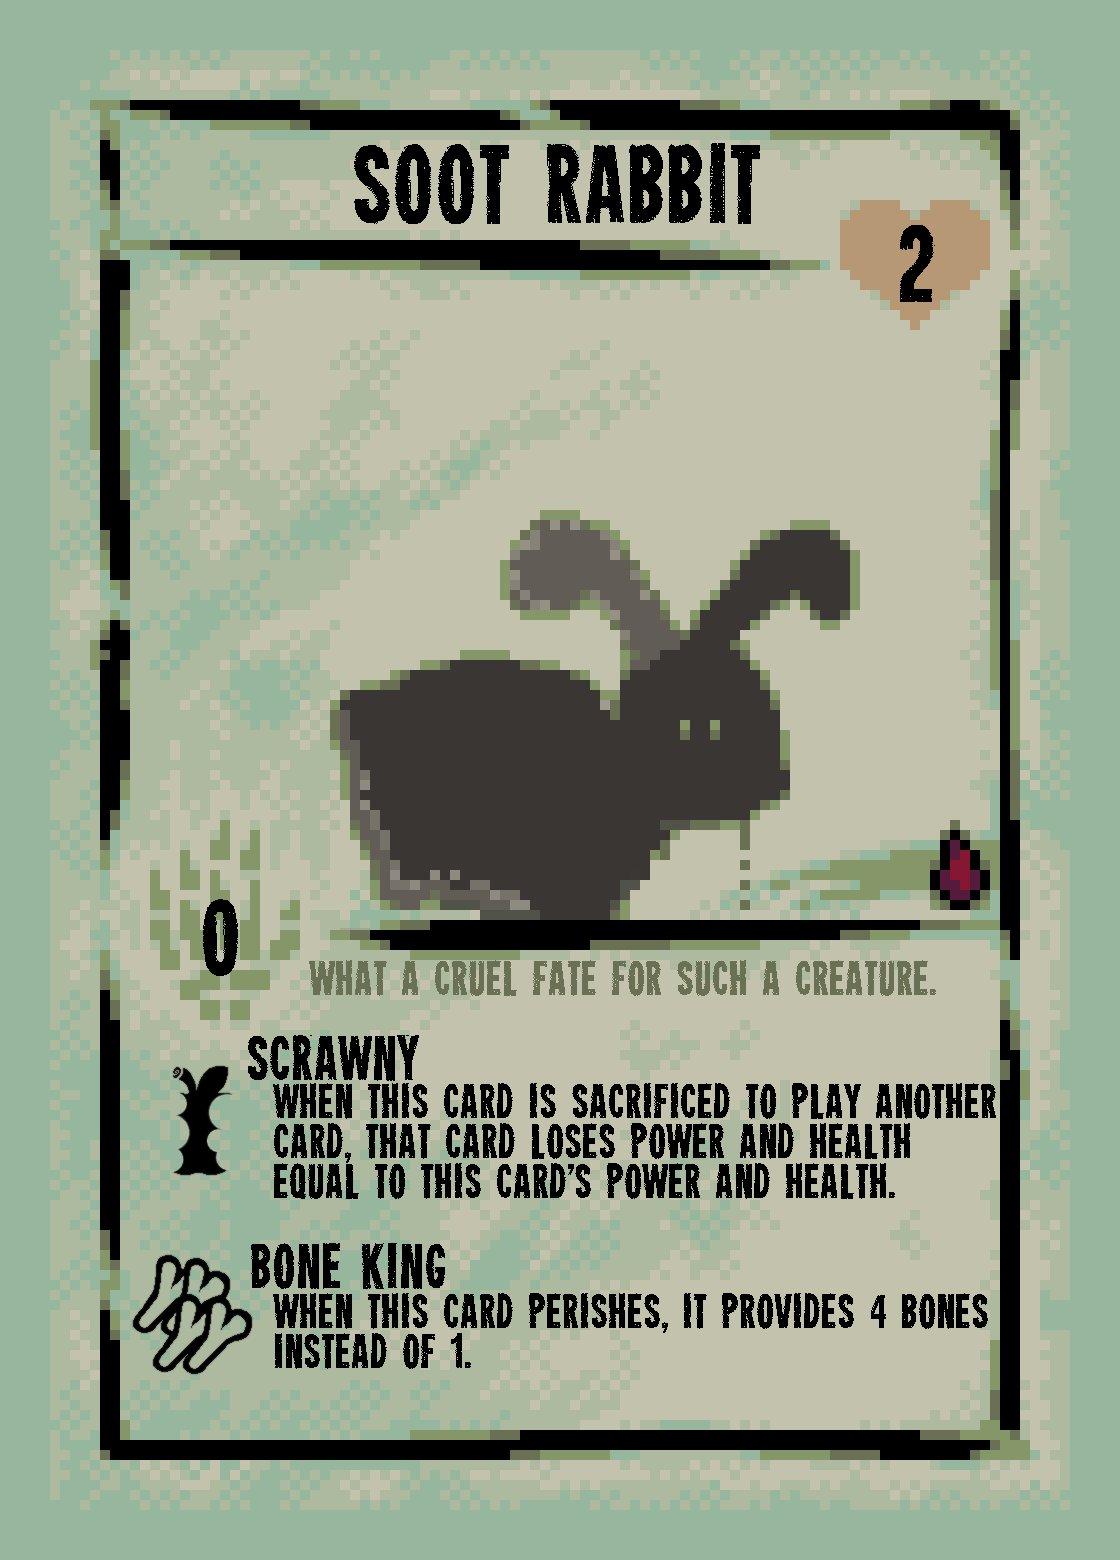 SOOT RABBIT
2
0
WHAT A CRUEL FATE FOR SUCH A CREATURE.
SCRAWNY
WHEN THIS CARD IS SACRIFICED TO PLAY ANOTHER
CARD, THAT CARD LOSES POWER AND HEALTH
EQUAL TO THIS CARD'S POWER AND HEALTH.
BONE KING
WHEN THIS CARD PERISHES, IT PROVIDES 4 BONES
INSTEAD OF 1.